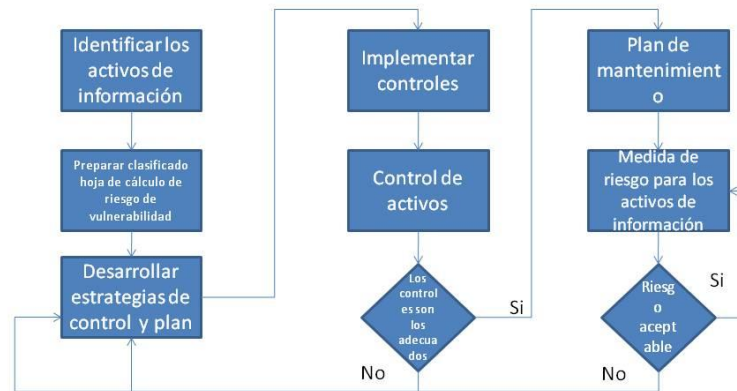 Identificar los
activos de
información
Preparar clasificado
hoja de cálculo de
riesgo de
vulnerabilidad
Desarrollar
estrategias de
control y plan
Implementar
controles
Control de
activos
Los
control
es son
los
adecua
dos
Si
No
Plan de
mantenimient
o
Medida de
riesgo para los
activos de
información
Riesg
o
acept
able
Si
No